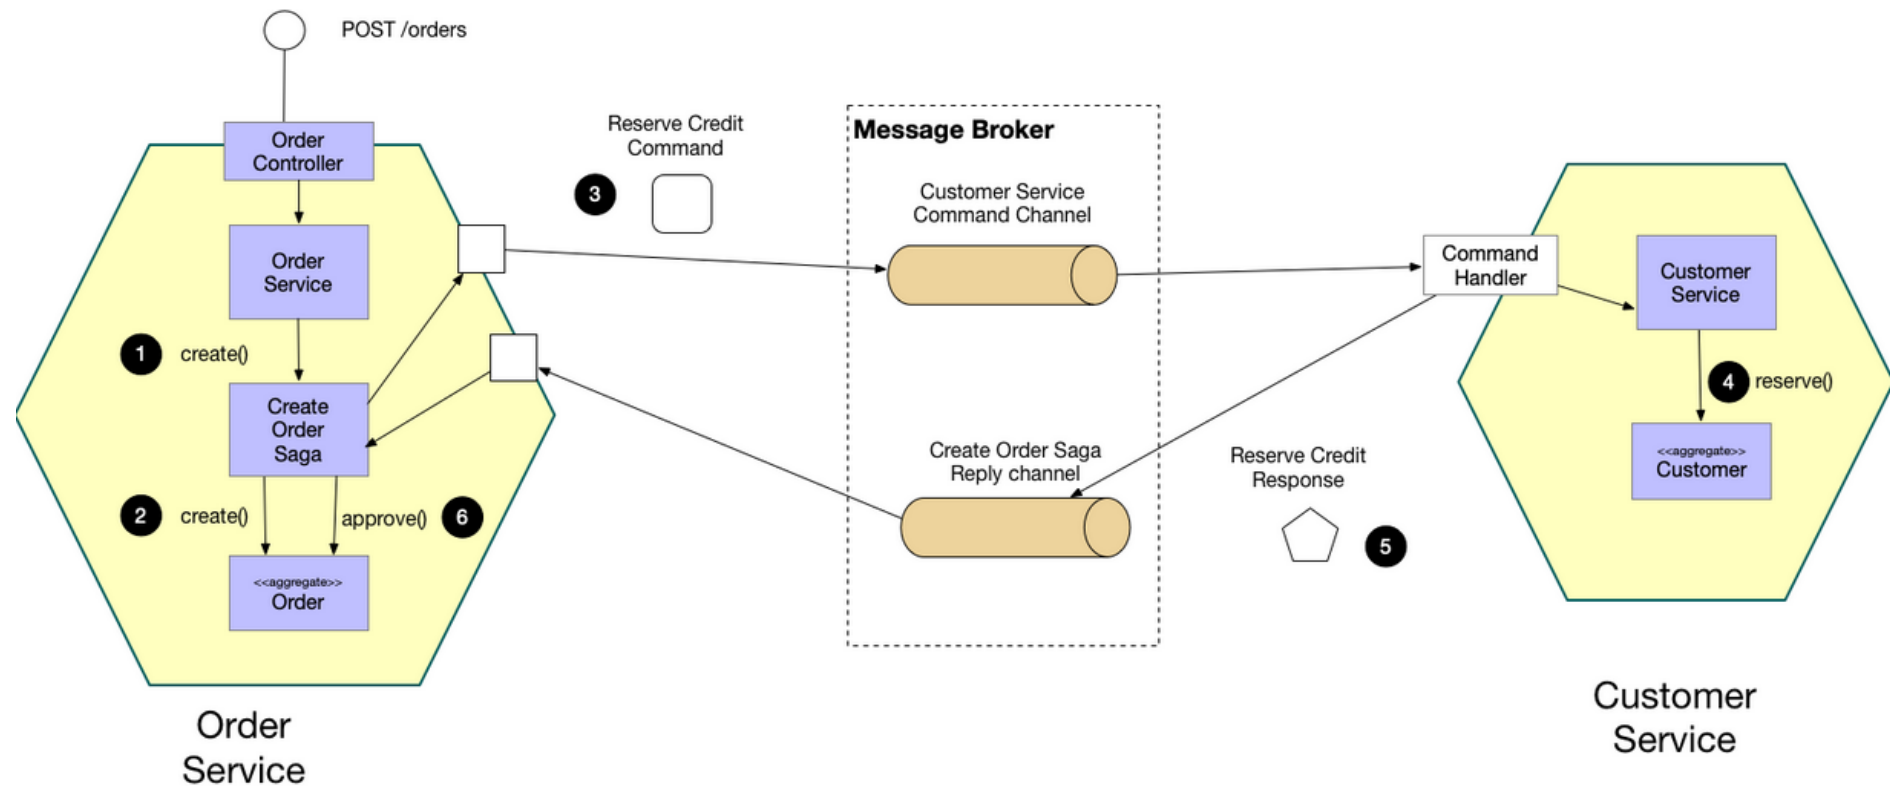 POST /orders
Order
Controller
Order
Service
1
create()
Create
Order
Saga
2
create()
approve()
6
<<aggregate>>
Order
Order
Service
Reserve Credit
Command
3
Message Broker
Customer Service
Command Channel
Create Order Saga
Reply channel
Reserve Credit
Response
5
Command
Handler
Customer
Service
4
reserve()
<<aggregate>>
Customer
Customer
Service